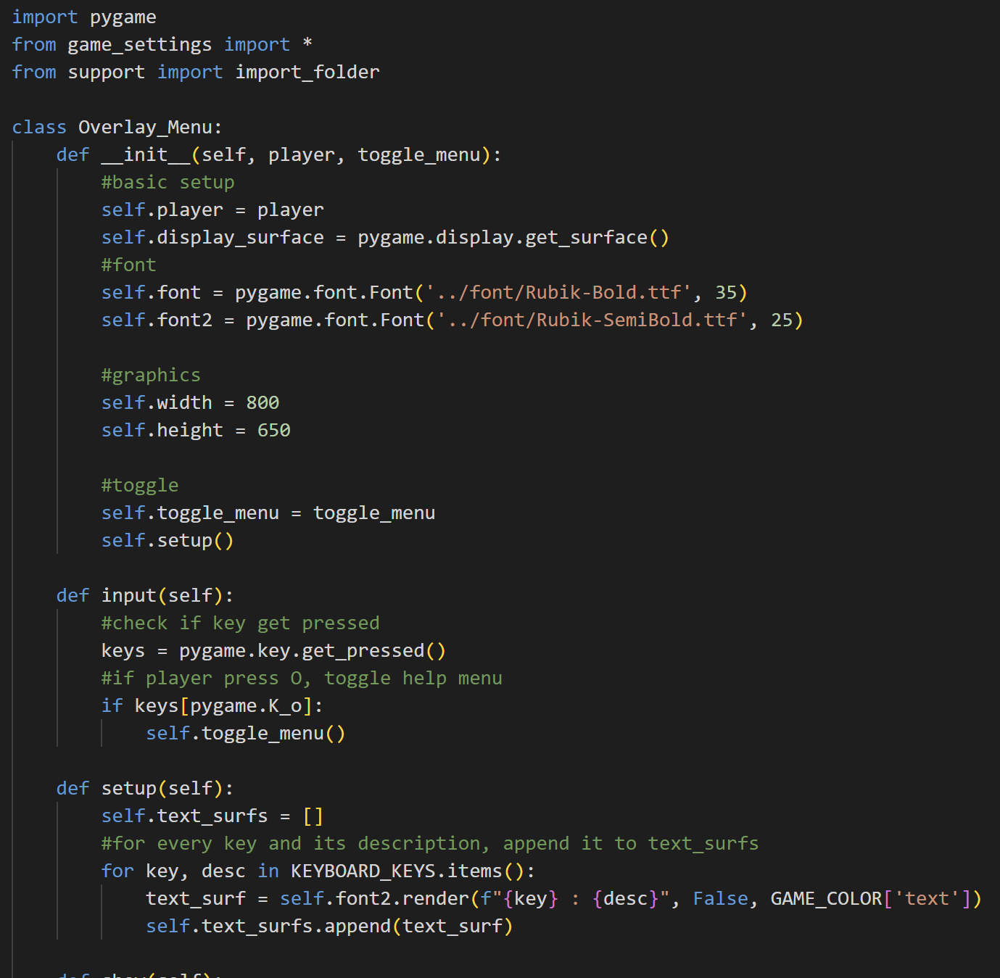 import pygame
from game_settings import *
from support import import_folder

class Overlay_Menu:
    def __init__(self, player, toggle_menu):
        #basic setup
        self.player = player
        self.display_surface = pygame.display.get_surface()
        #font
        self.font = pygame.font.Font('../font/Rubik-Bold.ttf', 35)
        self.font2 = pygame.font.Font('../font/Rubik-SemiBold.ttf', 25)

        #graphics
        self.width = 800
        self.height = 650

        #toggle
        self.toggle_menu = toggle_menu
        self.setup()

    def input(self):
        #check if key get pressed
        keys = pygame.key.get_pressed()
        #if player press O, toggle help menu
        if keys[pygame.K_o]:
            self.toggle_menu()

    def setup(self):
        self.text_surfs = []
        #for every key and its description, append it to text_surfs
        for key, desc in KEYBOARD_KEYS.items():
            text_surf = self.font2.render(f"{key} : {desc}", False, GAME_COLOR['text'])
            self.text_surfs.append(text_surf)